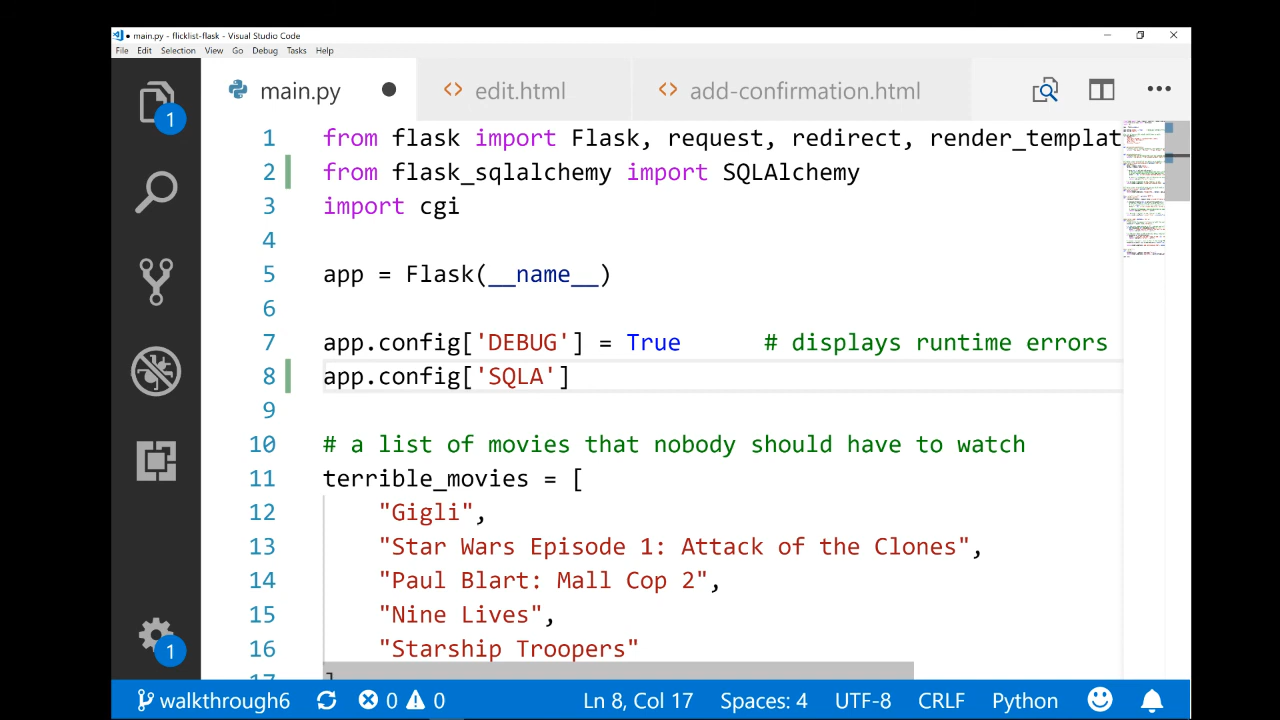 main.py - flicklist-flask - Visual Studio Code
File Edit Selection View Go Debug Tasks Help
main.py edit.html add-confirmation.html
1 from flask import Flask, request, redirect, render_templat
2 from flask_sqlalchemy import SQLAlchemy
3 import cgi
4
5 app = Flask(__name__)
6
7 app.config['DEBUG'] = True # displays runtime errors
8 app.config['SQLA']
9
10 # a list of movies that nobody should have to watch
11 terrible_movies = [
12 "Gigli",
13 "Star Wars Episode 1: Attack of the Clones",
14 "Paul Blart: Mall Cop 2",
15 "Nine Lives",
16 "Starship Troopers"
17 ]
1
1
walkthrough6 0 0 Ln 8, Col 17 Spaces: 4 UTF-8 CRLF Python